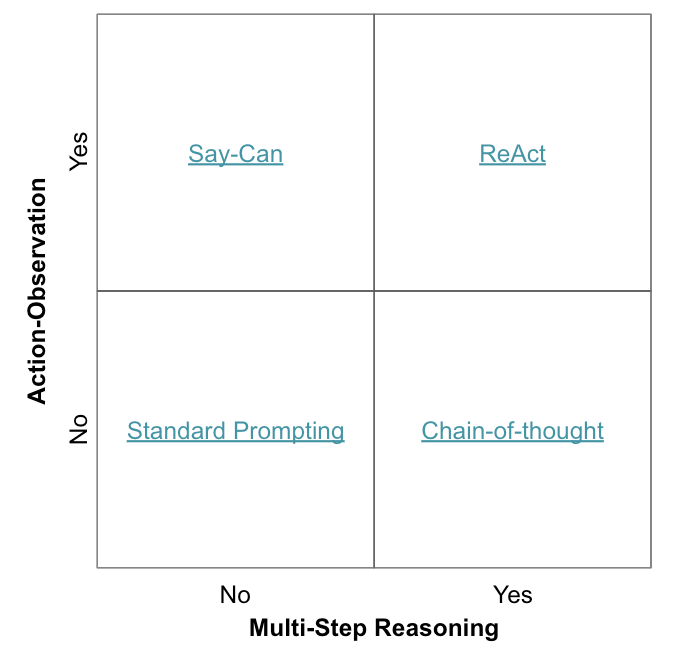 Yes
Say-Can
ReAct
Action-Observation
No
Standard Prompting
Chain-of-thought
No
Yes
Multi-Step Reasoning